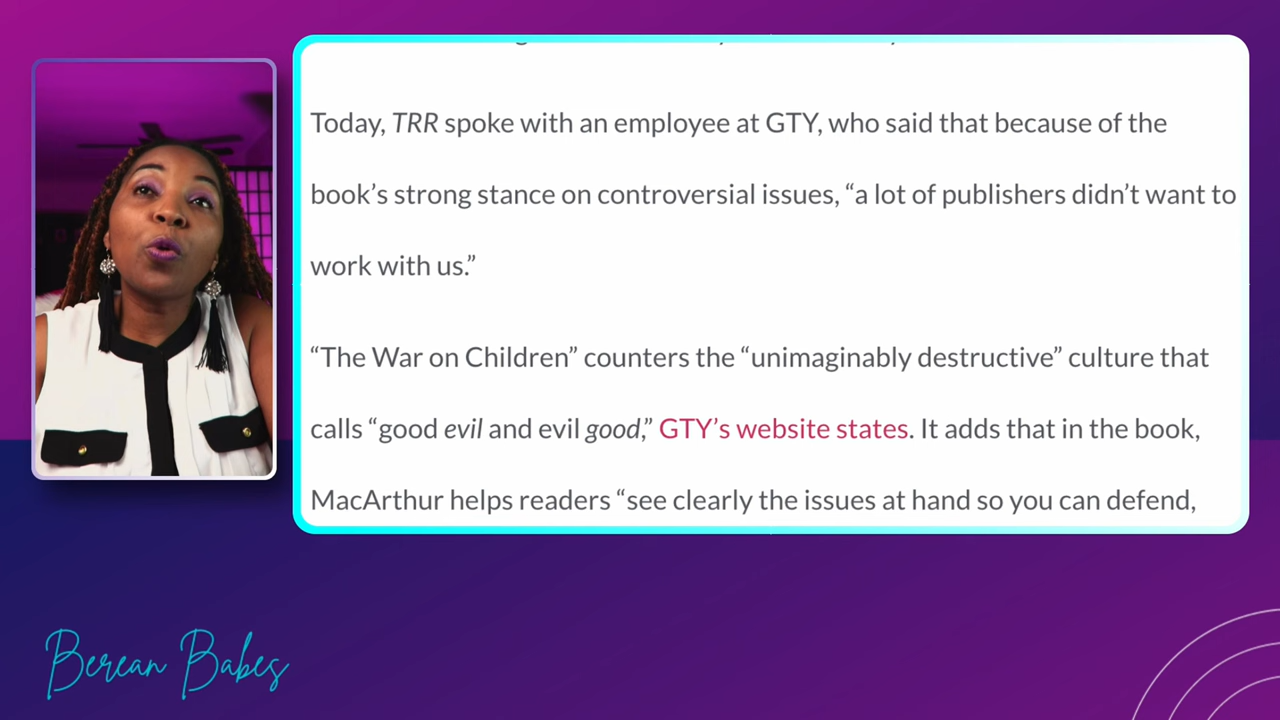 Today, TRR spoke with an employee at GTY, who said that because of the
book’s strong stance on controversial issues, “a lot of publishers didn’t want to
work with us.”
“The War on Children” counters the “unimaginably destructive” culture that
calls “good evil and evil good,” GTY’s website states. It adds that in the book,
MacArthur helps readers “see clearly the issues at hand so you can defend,
Berean Babes